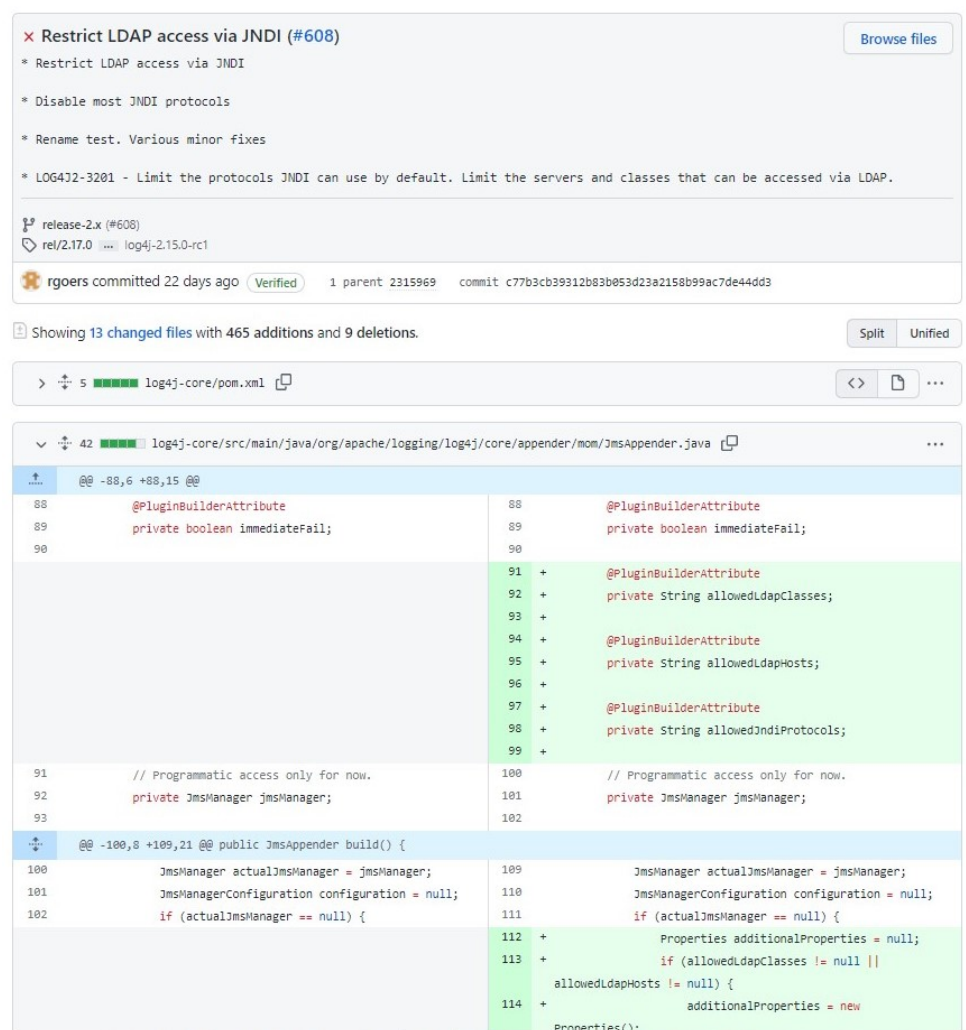 × Restrict LDAP access via JNDI (#608)
Browse files
* Restrict LDAP access via JNDI
* Disable most JNDI protocols
* Rename test. Various minor fixes
* LOG4J2-3201 - Limit the protocols JNDI can use by default. Limit the servers and classes that can be accessed via LDAP.
release-2.x (#608)
rel/2.17.0 ... log4j-2.15.0-rc1
rgoers committed 22 days ago Verified 1 parent 2315969 commit c77b3cb39312b83b053d23a2158b99ac7de44dd3
Showing 13 changed files with 465 additions and 9 deletions.
Split Unified
5 log4j-core/pom.xml
42 log4j-core/src/main/java/org/apache/logging/log4j/core/appender/mom/JmsAppender.java
@@ -88,6 +88,15 @@
88 @PluginBuilderAttribute 88 @PluginBuilderAttribute
89 private boolean immediateFail; 89 private boolean immediateFail;
90 90
91 + @PluginBuilderAttribute
92 + private String allowedLdapClasses;
93 +
94 + @PluginBuilderAttribute
95 + private String allowedLdapHosts;
96 +
97 + @PluginBuilderAttribute
98 + private String allowedJndiProtocols;
99 +
91 // Programmatic access only for now. 100 // Programmatic access only for now.
92 private JmsManager jmsManager; 101 private JmsManager jmsManager;
93 102
@@ -100,8 +109,21 @@ public JmsAppender build() {
100 JmsManager actualJmsManager = jmsManager; 109 JmsManager actualJmsManager = jmsManager;
101 JmsManagerConfiguration configuration = null; 110 JmsManagerConfiguration configuration = null;
102 if (actualJmsManager == null) { 111 if (actualJmsManager == null) {
112 + Properties additionalProperties = null;
113 + if (allowedLdapClasses != null ||
allowedLdapHosts != null) {
114 + additionalProperties = new
Properties();